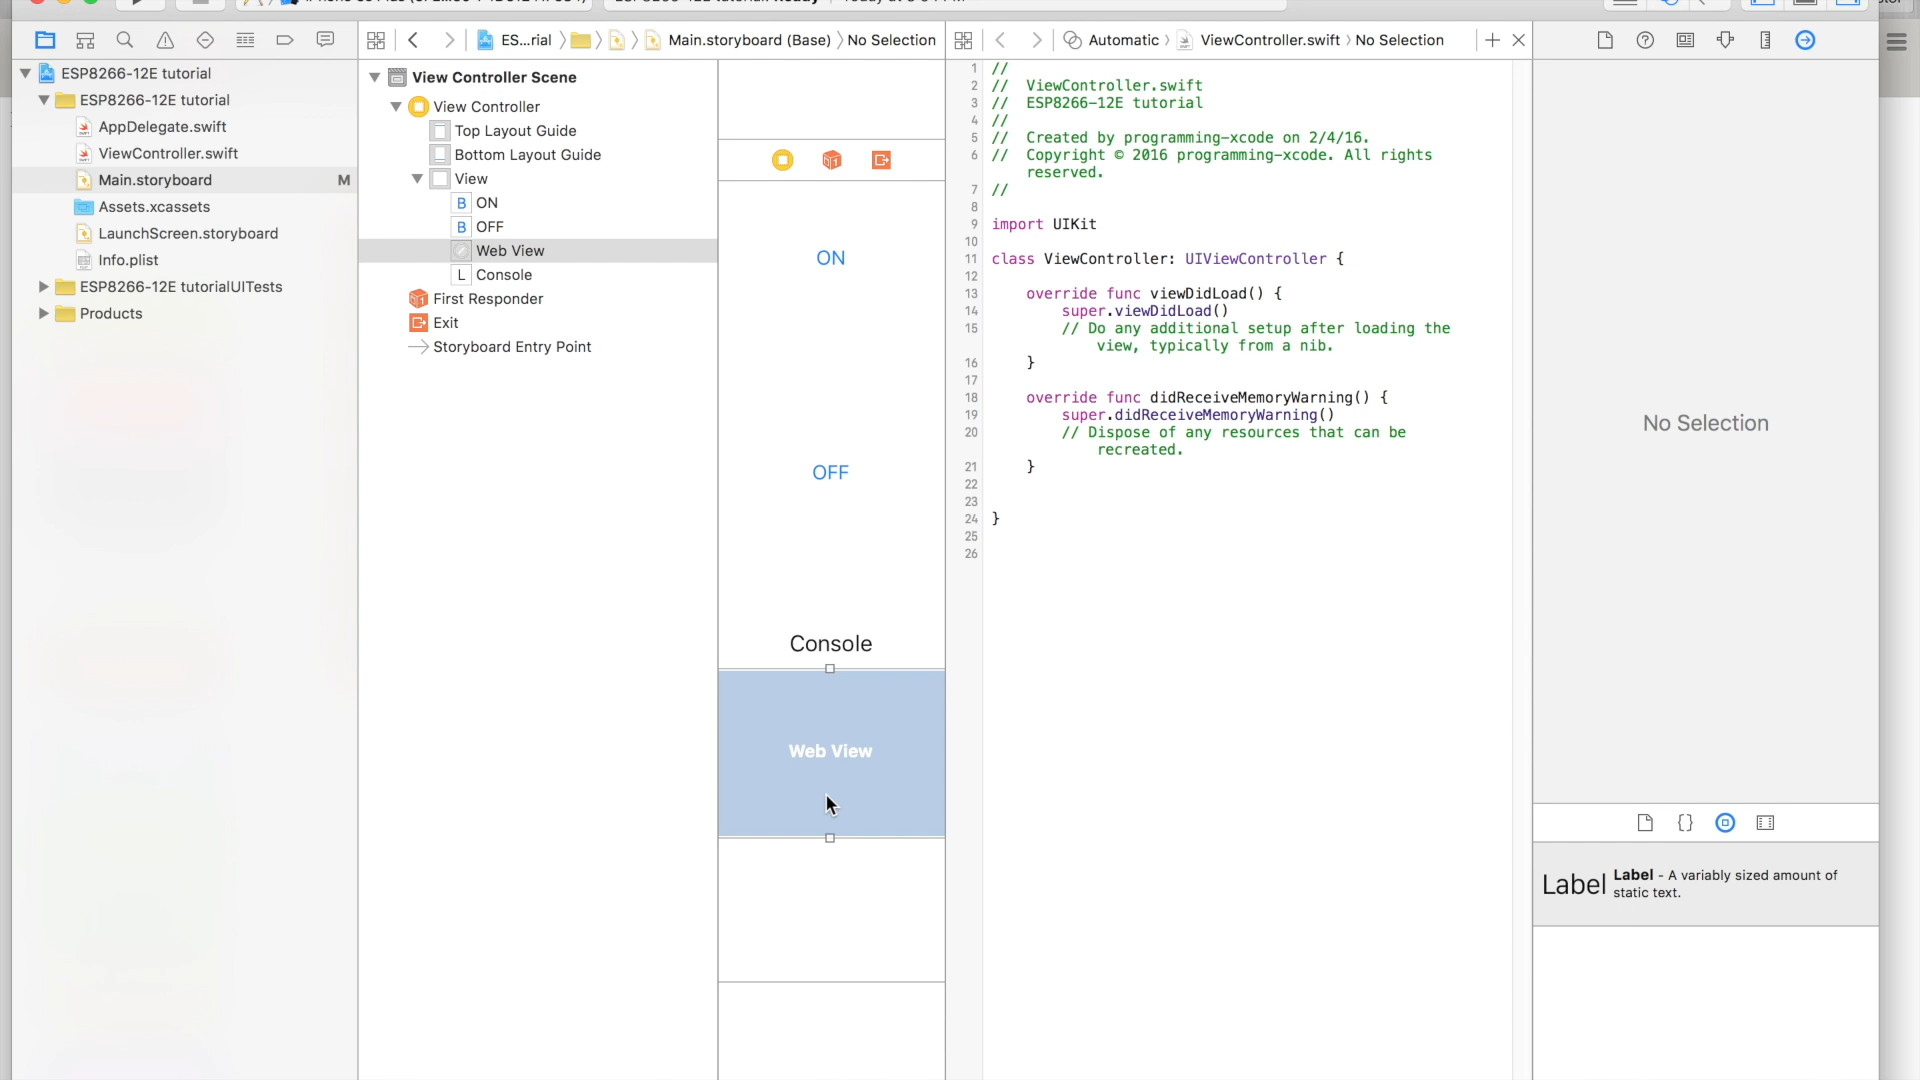 ES...rial
Main.storyboard (Base)
No Selection
Automatic
ViewController.swift
No Selection
ESP8266-12E tutorial
ESP8266-12E tutorial
AppDelegate.swift
ViewController.swift
Main.storyboard M
Assets.xcassets
LaunchScreen.storyboard
Info.plist
ESP8266-12E tutorialUITests
Products
View Controller Scene
View Controller
Top Layout Guide
Bottom Layout Guide
View
B ON
B OFF
Web View
L Console
First Responder
Exit
Storyboard Entry Point
ON
OFF
Console
Web View
1 //
2 // ViewController.swift
3 // ESP8266-12E tutorial
4 //
5 // Created by programming-xcode on 2/4/16.
6 // Copyright © 2016 programming-xcode. All rights
reserved.
7 //
8
9 import UIKit
10
11 class ViewController: UIViewController {
12
13 override func viewDidLoad() {
14 super.viewDidLoad()
15 // Do any additional setup after loading the
view, typically from a nib.
16 }
17
18 override func didReceiveMemoryWarning() {
19 super.didReceiveMemoryWarning()
20 // Dispose of any resources that can be
recreated.
21 }
22
23
24 }
25
26
No Selection
{}
Label
Label - A variably sized amount of
static text.